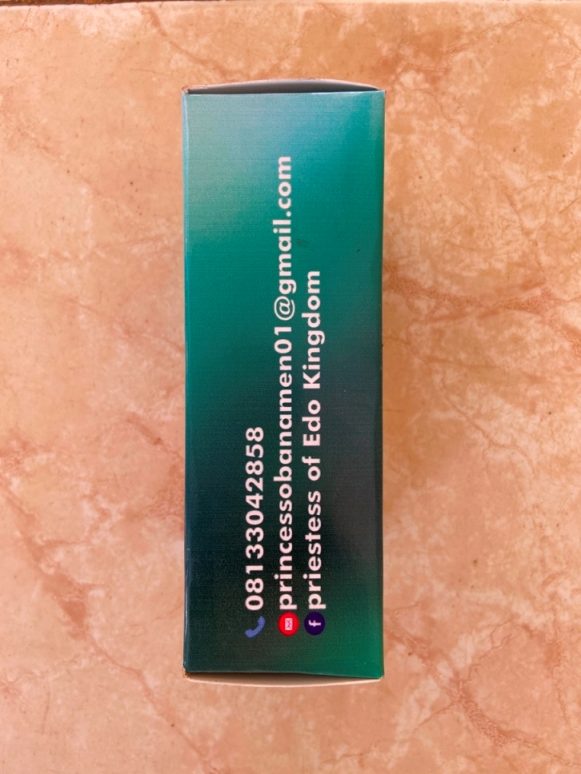 08133042858
princessobanamen01@gmail.com
priestess of Edo Kingdom